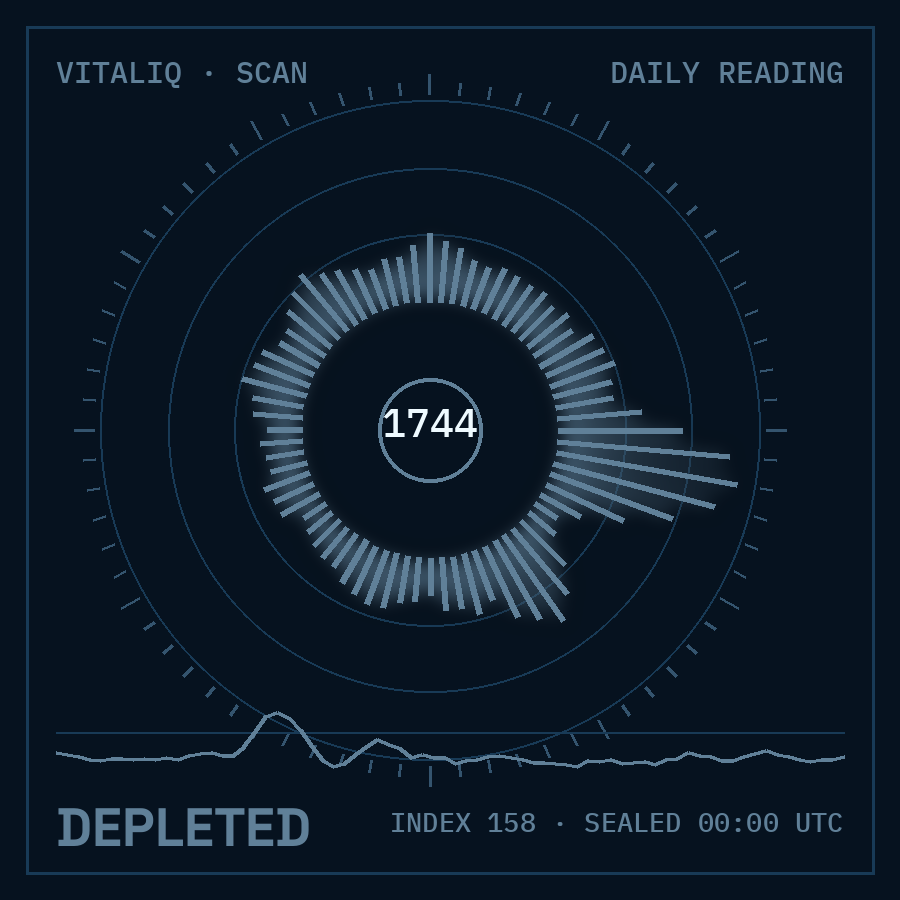 VITALIQ · SCAN
DAILY READING
1744
DEPLETED
INDEX 158 · SEALED 00:00 UTC